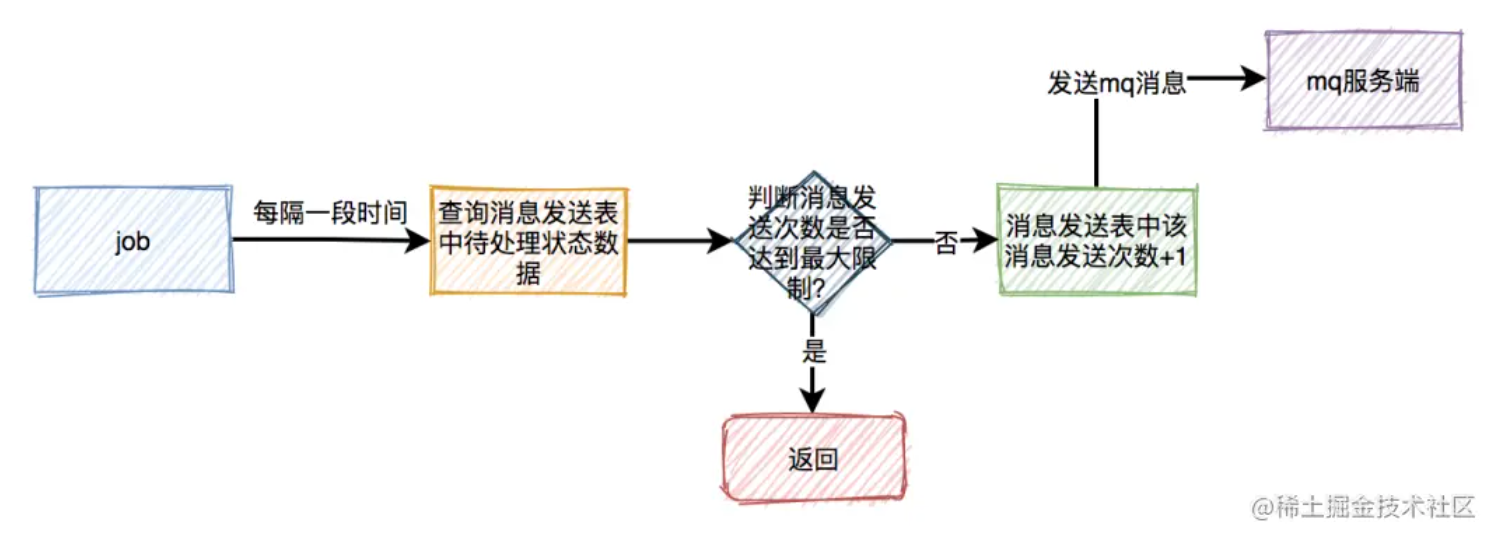 发送mq消息
mq服务端
job
每隔一段时间
查询消息发送表
中待处理状态数
据
判断消息发
送次数是否
达到最大限
制?
否
消息发送表中该
消息发送次数+1
是
返回
@稀土掘金技术社区